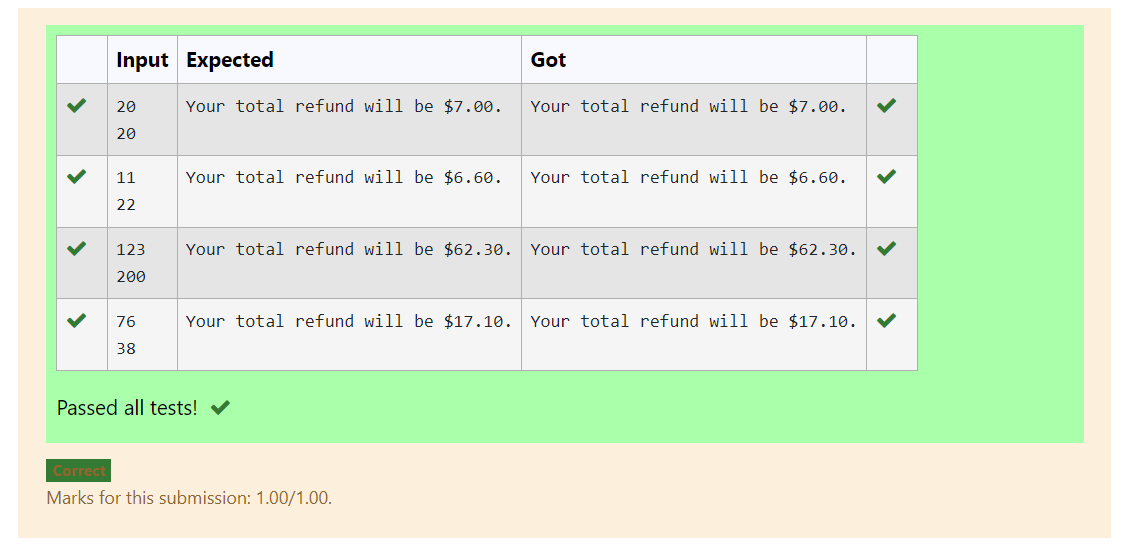 Input Expected Got
20 Your total refund will be $7.00. Your total refund will be $7.00.
20
11 Your total refund will be $6.60. Your total refund will be $6.60.
22
123 Your total refund will be $62.30. Your total refund will be $62.30.
200
76 Your total refund will be $17.10. Your total refund will be $17.10.
38
Passed all tests!
Correct
Marks for this submission: 1.00/1.00.